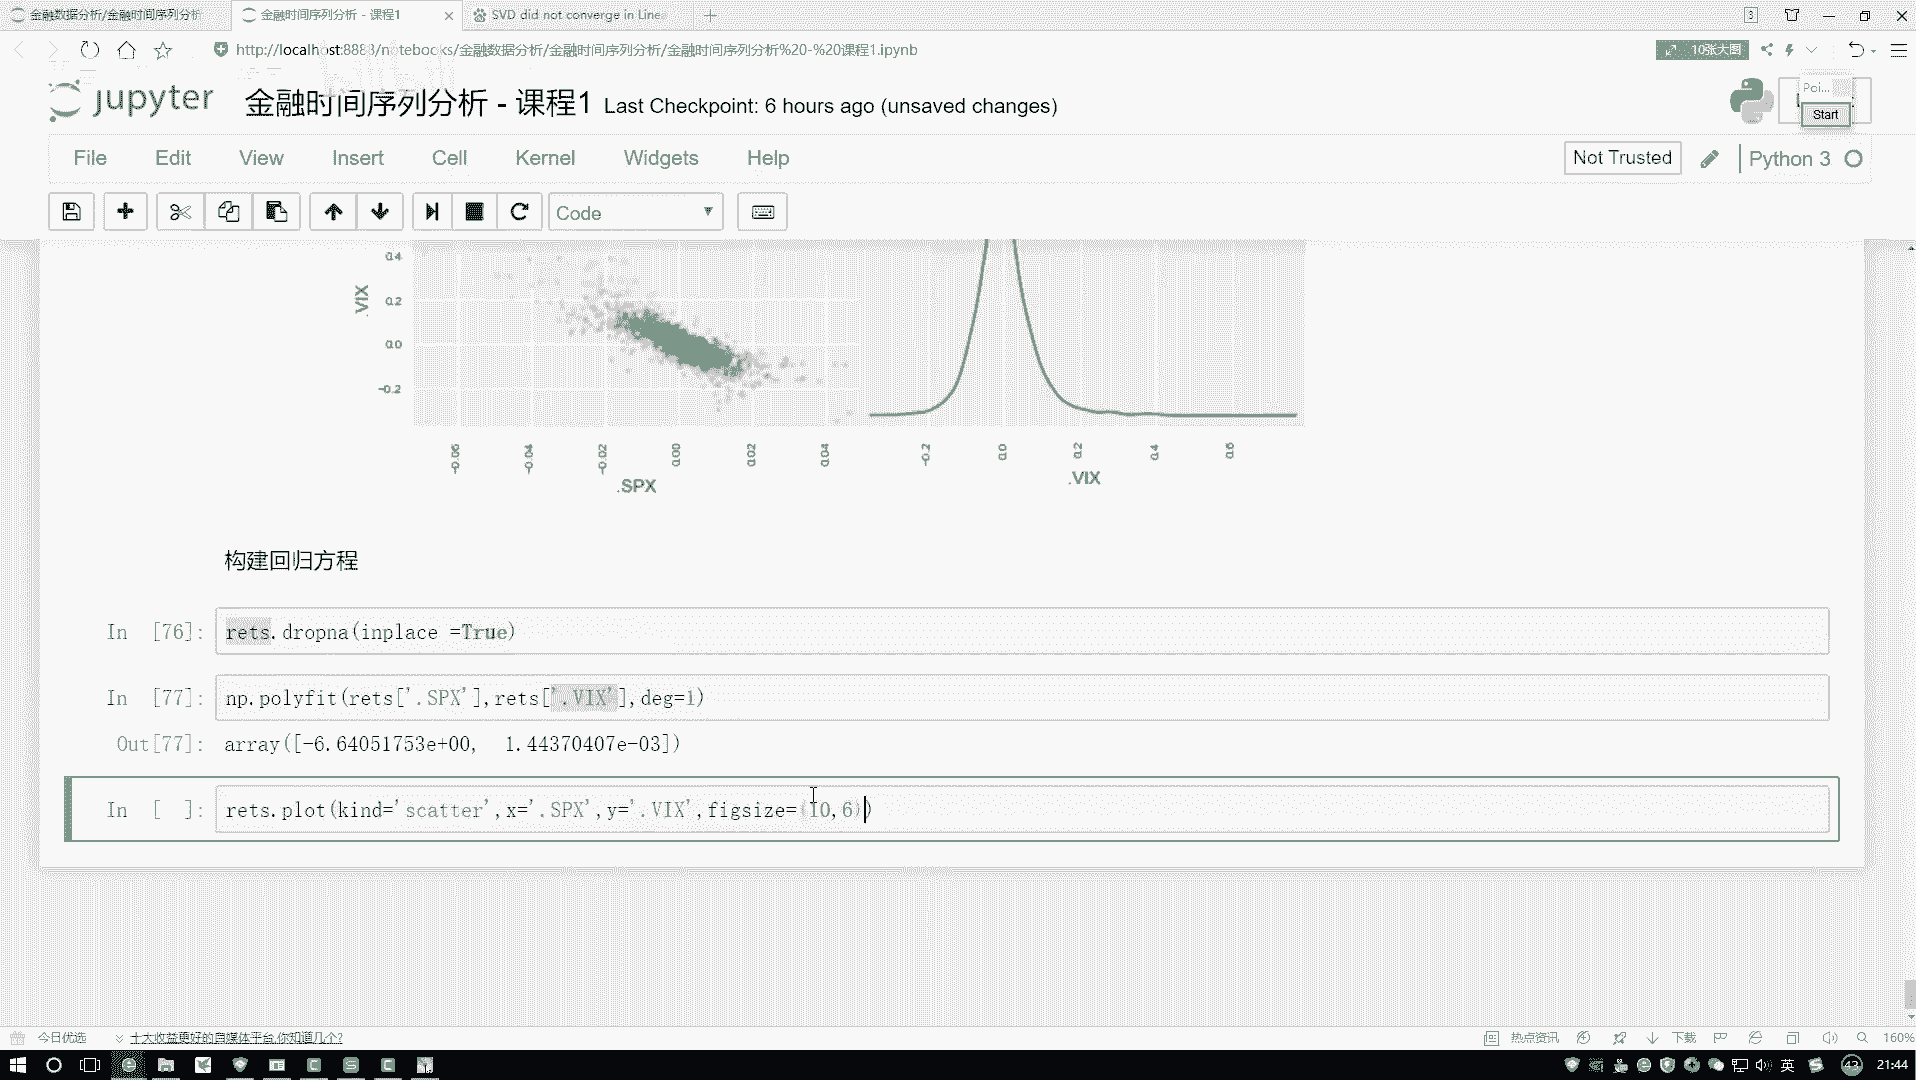 金融数据分析/金融时间序列分析
金融时间序列分析 - 课程1
SVD did not converge in Line
3
http://localhost:8888/notebooks/金融数据分析/金融时间序列分析/金融时间序列分析%20-%20课程1.ipynb
10张大图
jupyter
金融时间序列分析 - 课程1 Last Checkpoint: 6 hours ago (unsaved changes)
Poi...
Start
File Edit View Insert Cell Kernel Widgets Help
Not Trusted
Python 3
Code
0.4
0.2
0.0
-0.2
.VIX
-0.06 -0.04 -0.02 0.00 0.02 0.04
-0.2 0.0 0.2 0.4 0.6
.SPX
.VIX
构建回归方程
In [76]: rets.dropna(inplace =True)
In [77]: np.polyfit(rets['.SPX'],rets['.VIX'],deg=1)
Out[77]: array([-6.64051753e+00, 1.44370407e-03])
In [ ]: rets.plot(kind='scatter',x='.SPX',y='.VIX',figsize=(10,6))
今日优选
十大收益更好的自媒体平台,你知道几个?
热点资讯
下载
160%
英
43
21:44